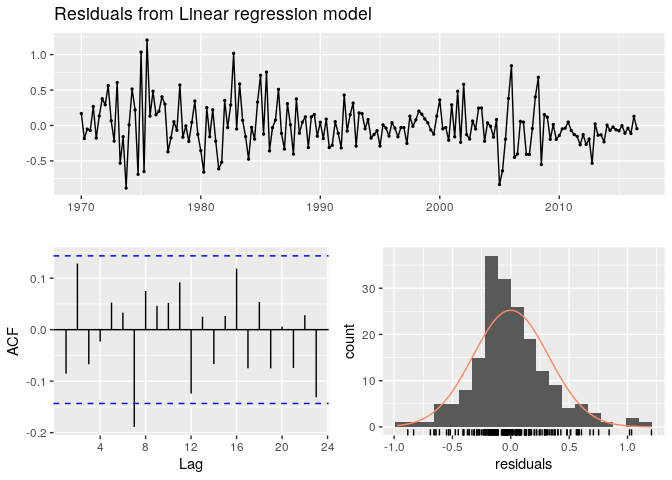 Residuals from Linear regression model
1.0
0.5
0.0
-0.5
1970 1980 1990 2000 2010
ACF
0.1
0.0
-0.1
-0.2
4 8 12 16 20 24
Lag
count
30
20
10
0
-1.0 -0.5 0.0 0.5 1.0
residuals